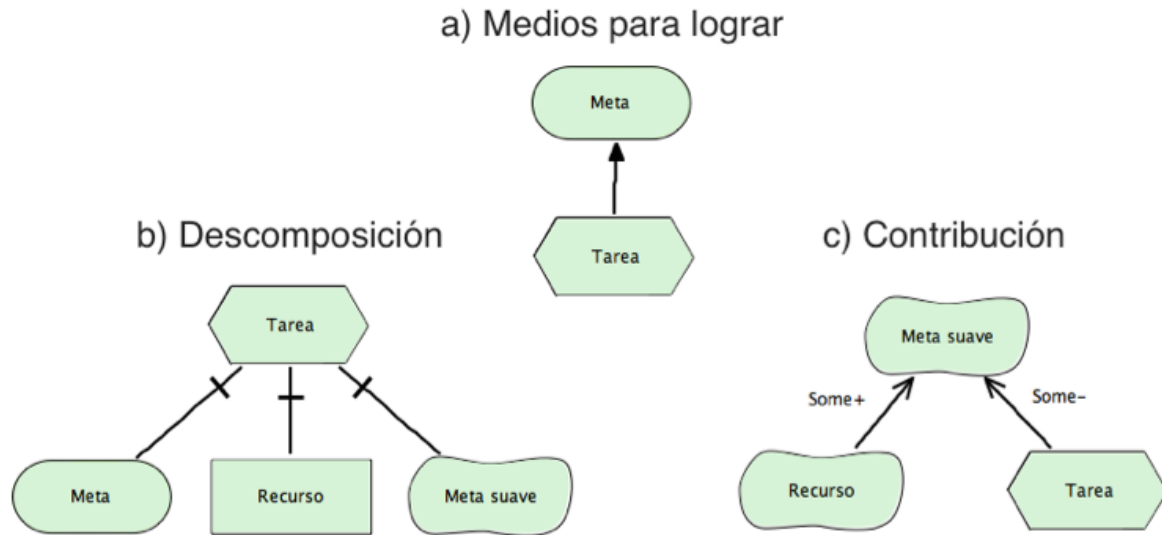 a) Medios para lograr
Meta
Tarea
b) Descomposición
Tarea
Meta
Recurso
Meta suave
c) Contribución
Meta suave
Some+
Some-
Recurso
Tarea